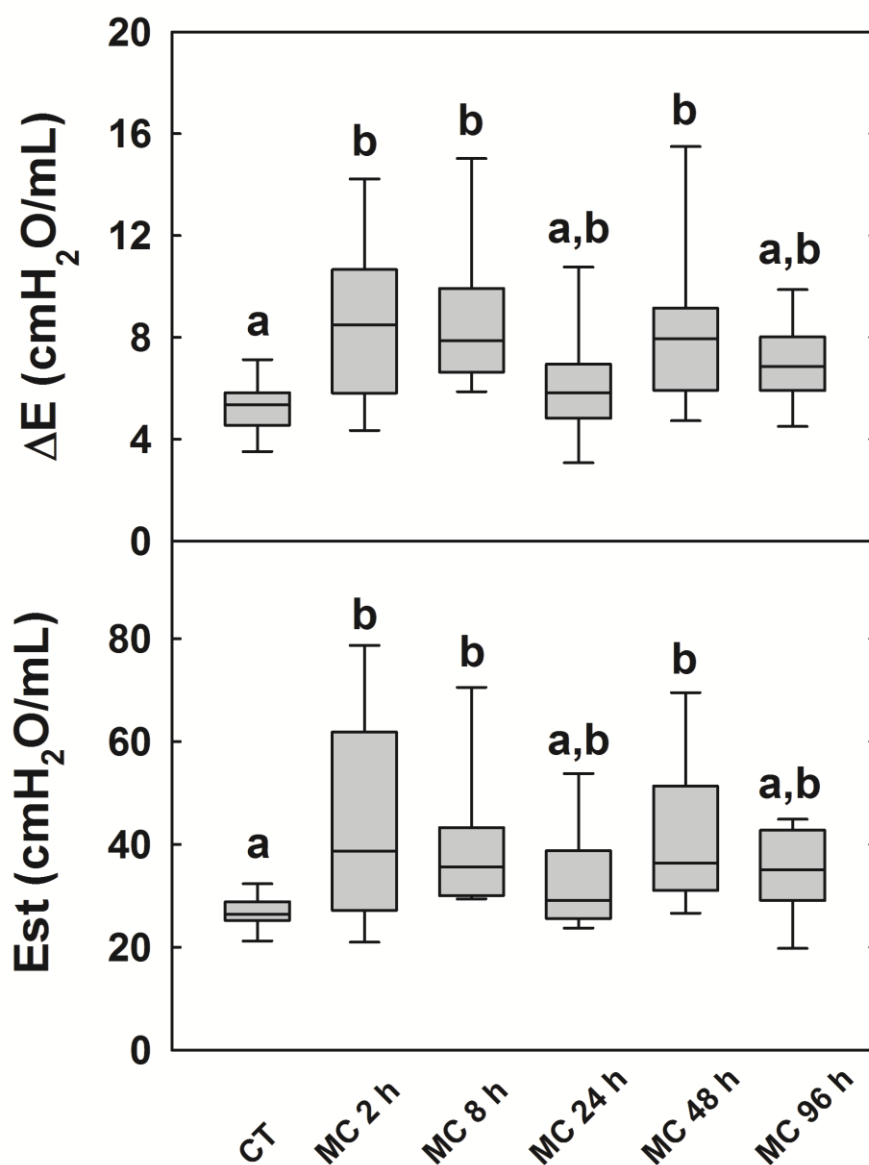 20
16
12
8
4
0
ΔE (cmH₂O/mL)
a
b
b
a,b
b
a,b
80
60
40
20
0
Est (cmH₂O/mL)
a
b
b
a,b
b
a,b
CT
MC 2 h
MC 8 h
MC 24 h
MC 48 h
MC 96 h